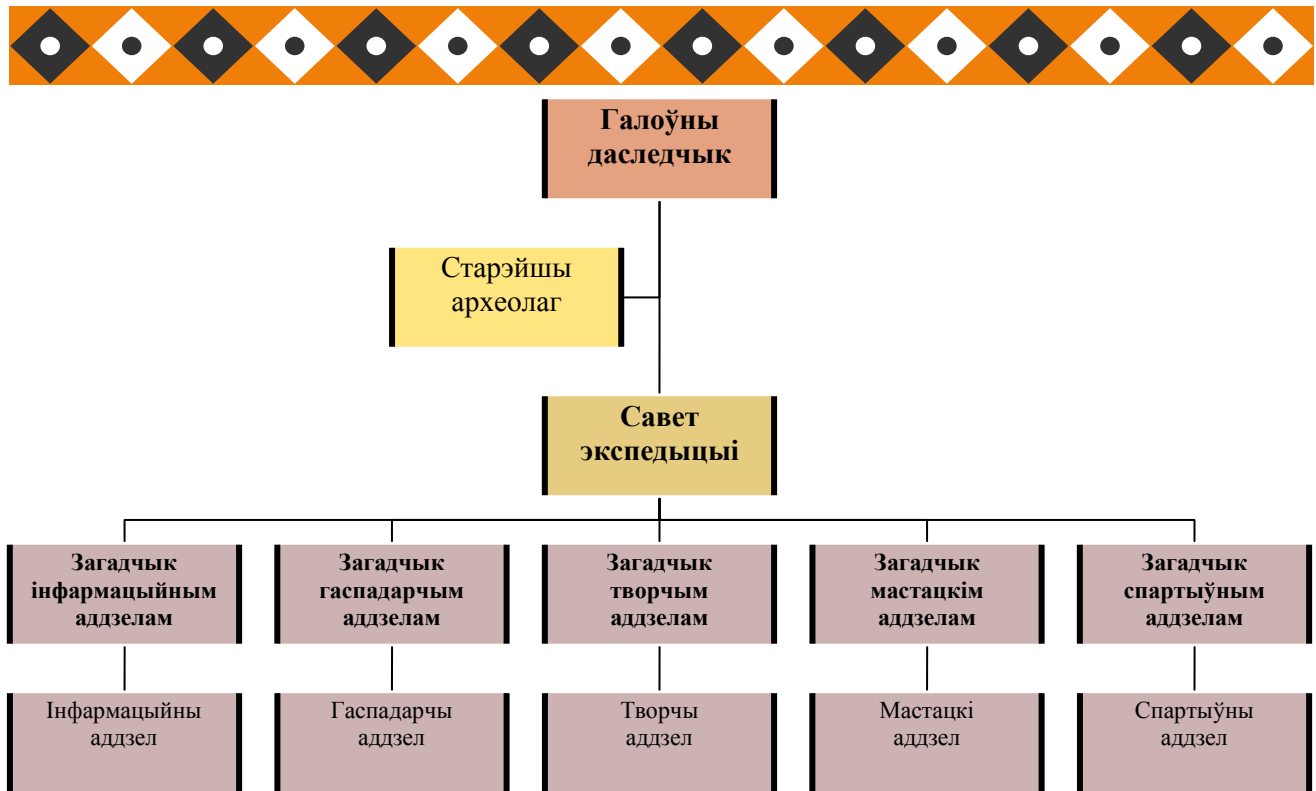 Галоўны
даследчык
Старэйшы
археолаг
Савет
экспедыцыі
Загадчык
інфармацыйным
аддзелам
Загадчык
гаспадарчым
аддзелам
Загадчык
творчым
аддзелам
Загадчык
мастацкім
аддзелам
Загадчык
спартыўным
аддзелам
Інфармацыйны
аддзел
Гаспадарчы
аддзел
Творчы
аддзел
Мастацкі
аддзел
Спартыўны
аддзел